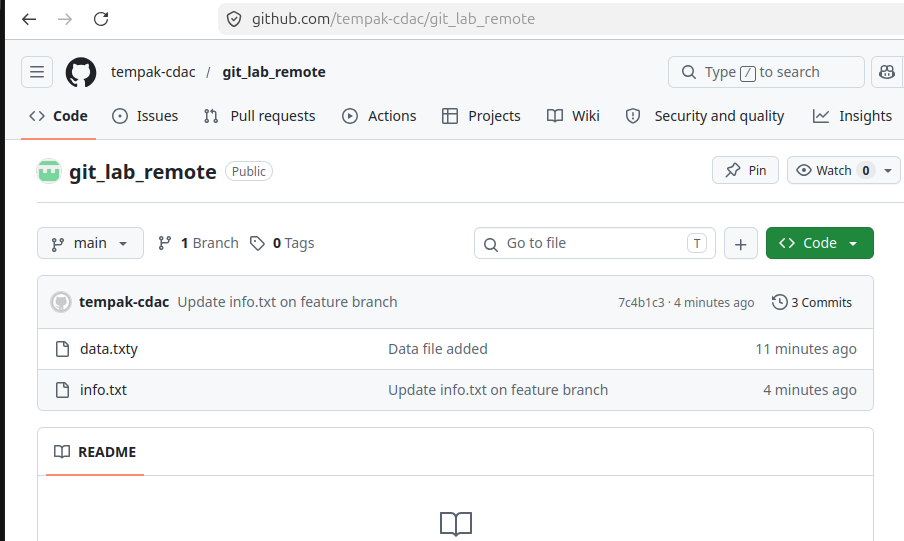 github.com/tempak-cdac/git_lab_remote
tempak-cdac / git_lab_remote Type / to search
Code Issues Pull requests Actions Projects Wiki Security and quality Insights
git_lab_remote Public Pin Watch 0
main 1 Branch 0 Tags Go to file T + Code
tempak-cdac Update info.txt on feature branch 7c4b1c3 · 4 minutes ago 3 Commits
data.txty Data file added 11 minutes ago
info.txt Update info.txt on feature branch 4 minutes ago
README